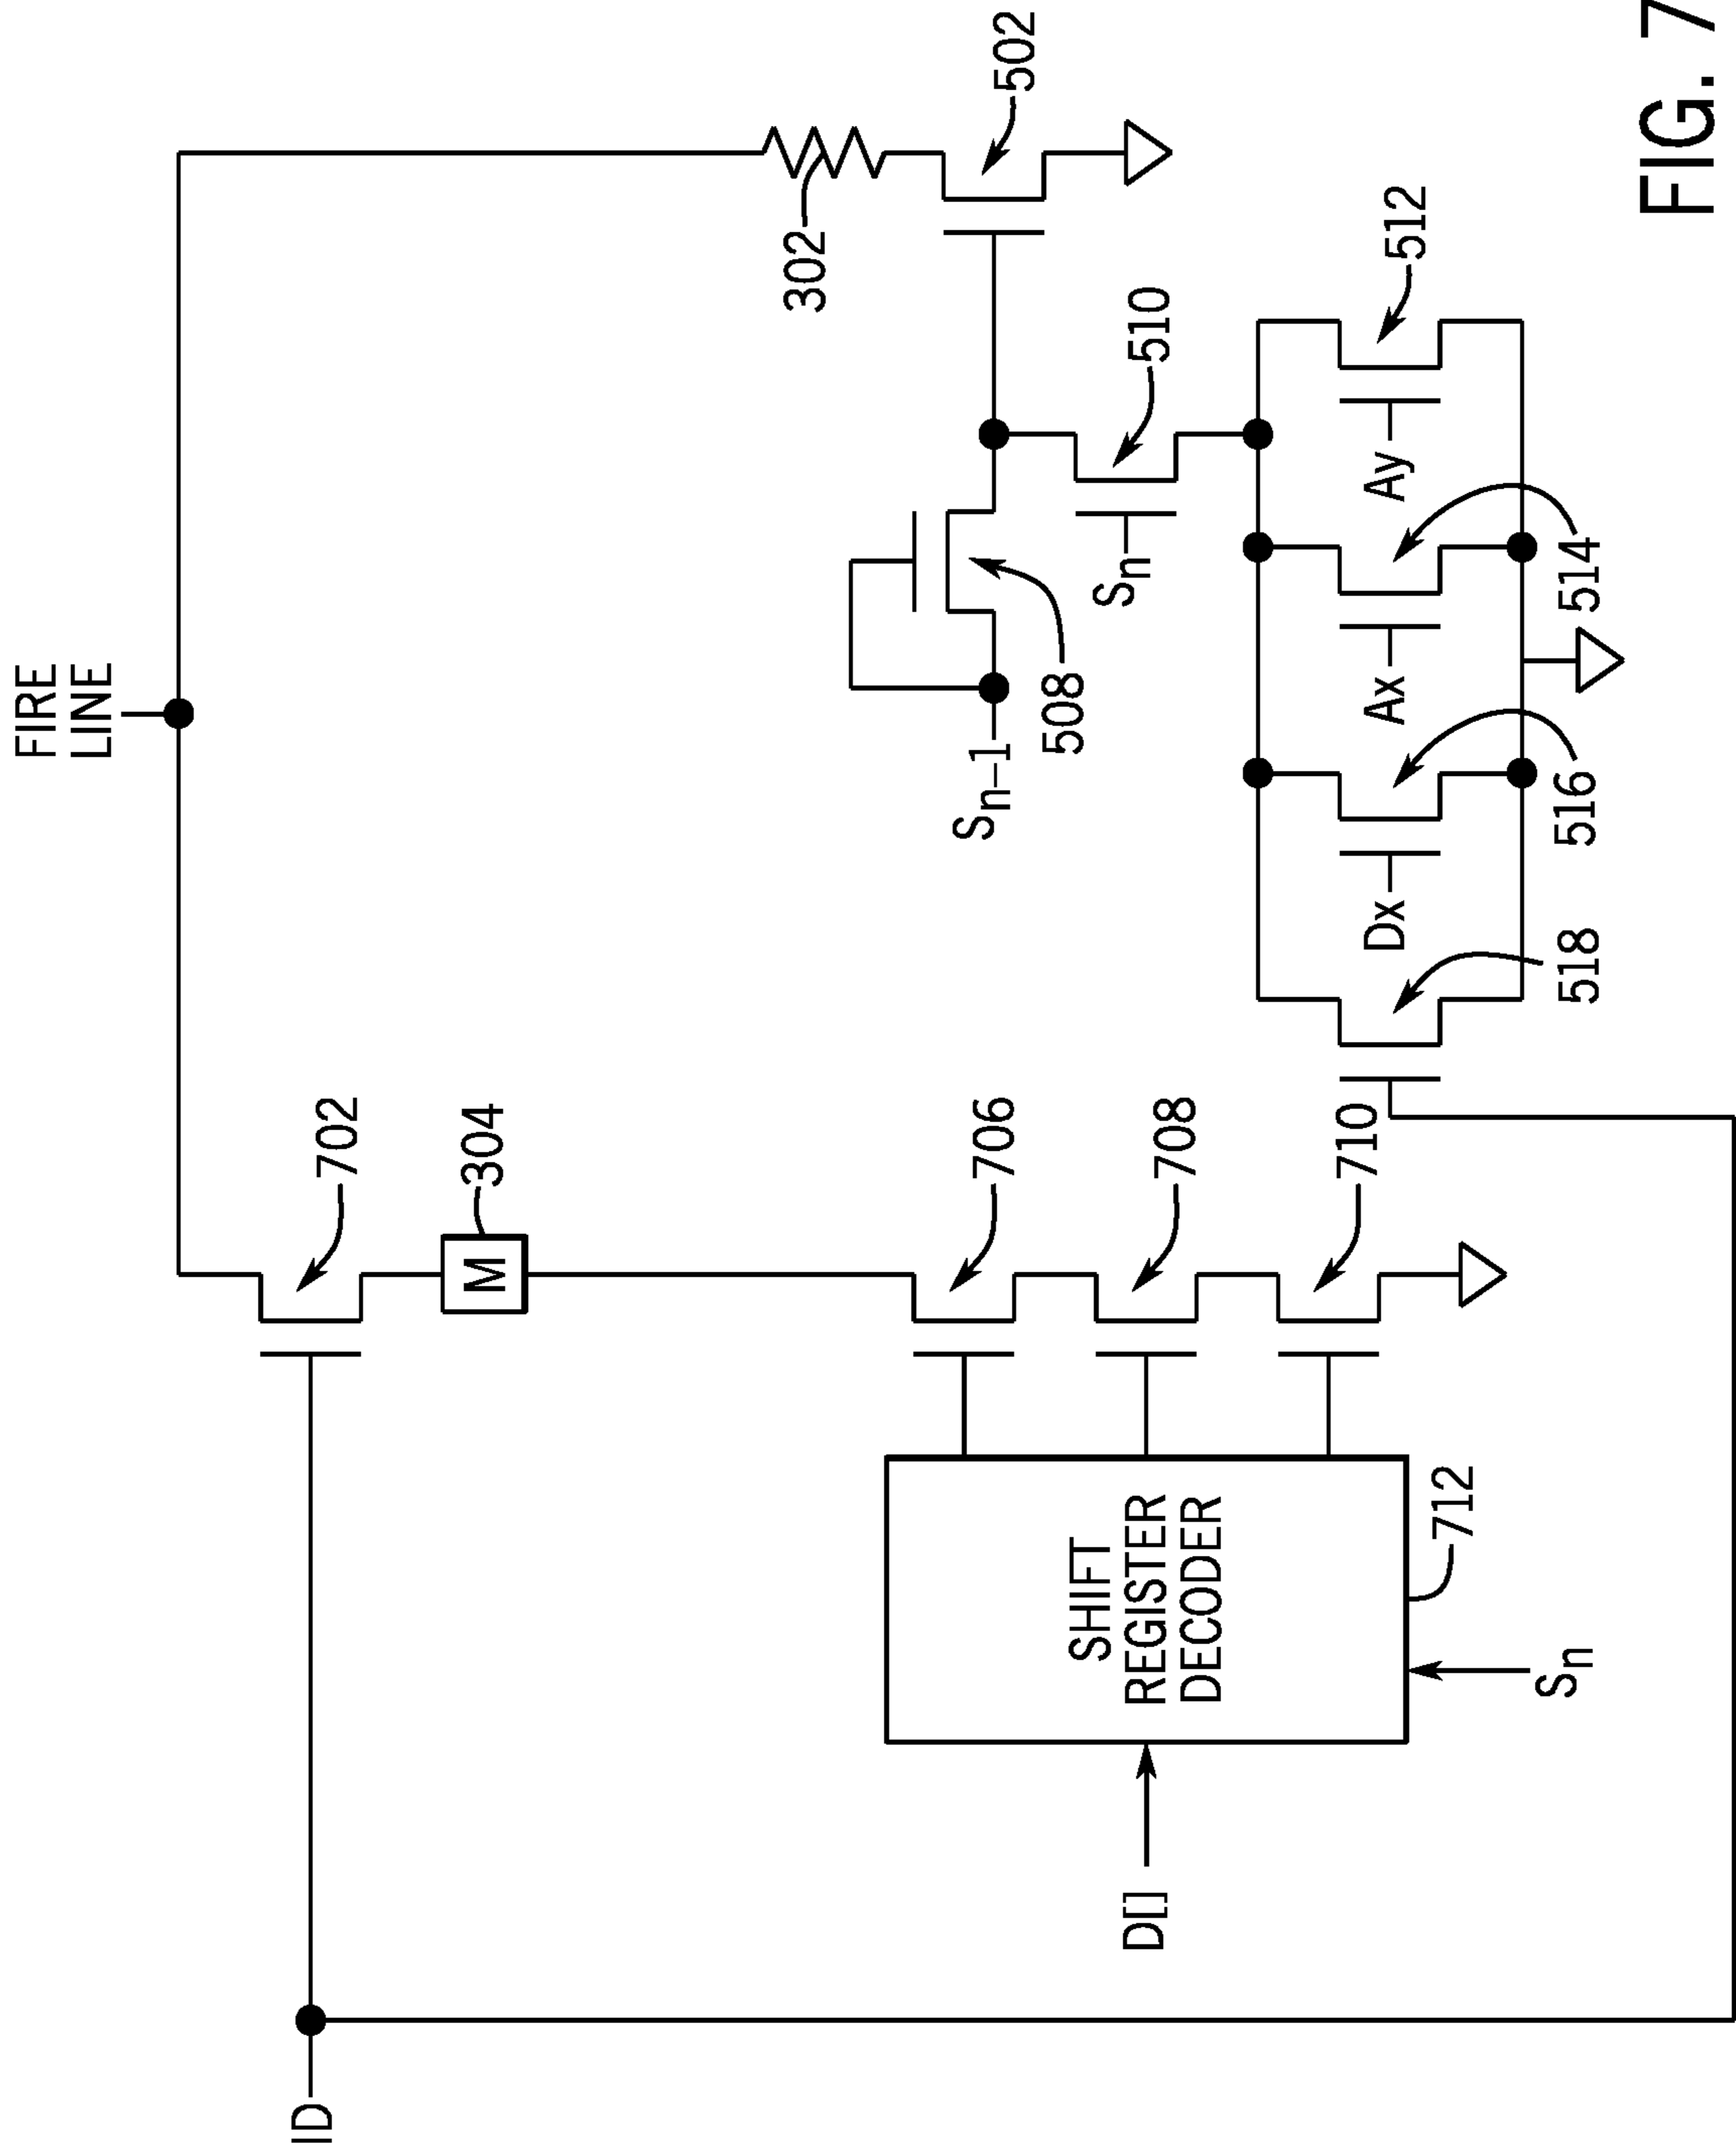 FIRE
LINE
702
304
302
502
ID
Sn-1
508
Sn
510
706
708
710
SHIFT
REGISTER
DECODER
D[]
712
Sn
Dx
Ax
Ay
512
518
516
514
FIG. 7